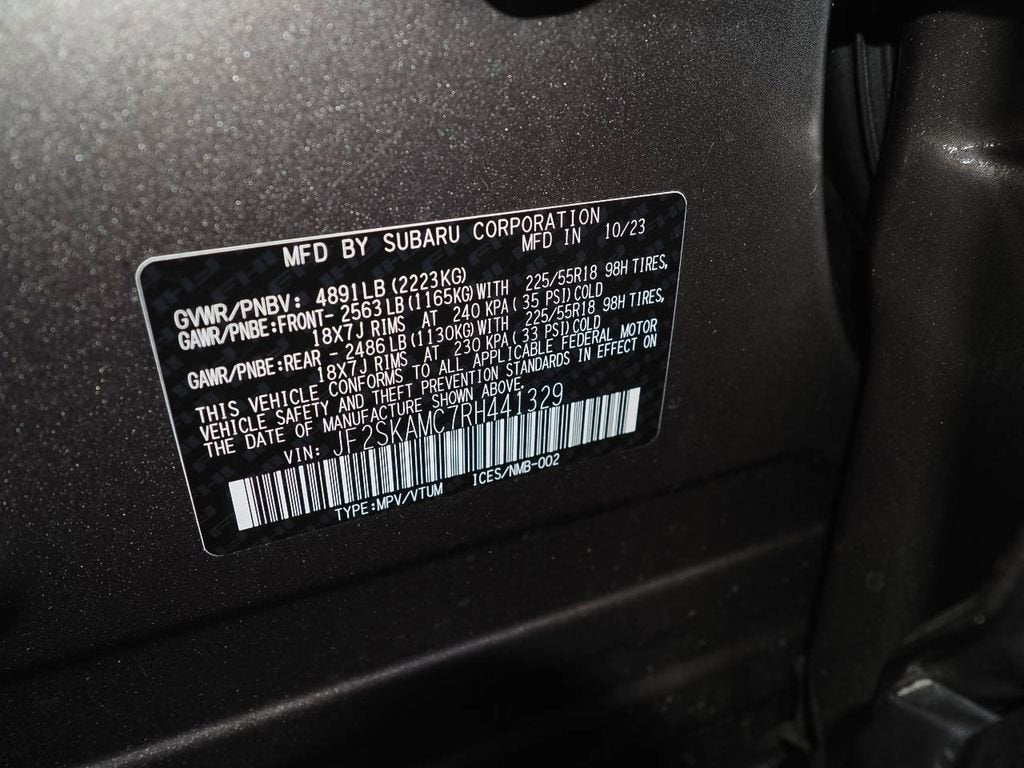 MFD BY SUBARU CORPORATION
MFD IN 10/23
GVWR/PNBV: 4891LB(2223KG)
GAWR/PNBE:FRONT- 2563LB(1165KG)WITH 225/55R18 98H TIRES,
18X7J RIMS AT 240 KPA(35 PSI)COLD
GAWR/PNBE:REAR - 2486LB(1130KG)WITH 225/55R18 98H TIRES,
18X7J RIMS AT 230 KPA(33 PSI)COLD
THIS VEHICLE CONFORMS TO ALL APPLICABLE FEDERAL MOTOR
VEHICLE SAFETY AND THEFT PREVENTION STANDARDS IN EFFECT ON
THE DATE OF MANUFACTURE SHOWN ABOVE.
VIN: JF2SKAMC7RH441329
TYPE:MPV/VTUM ICES/NMB-002